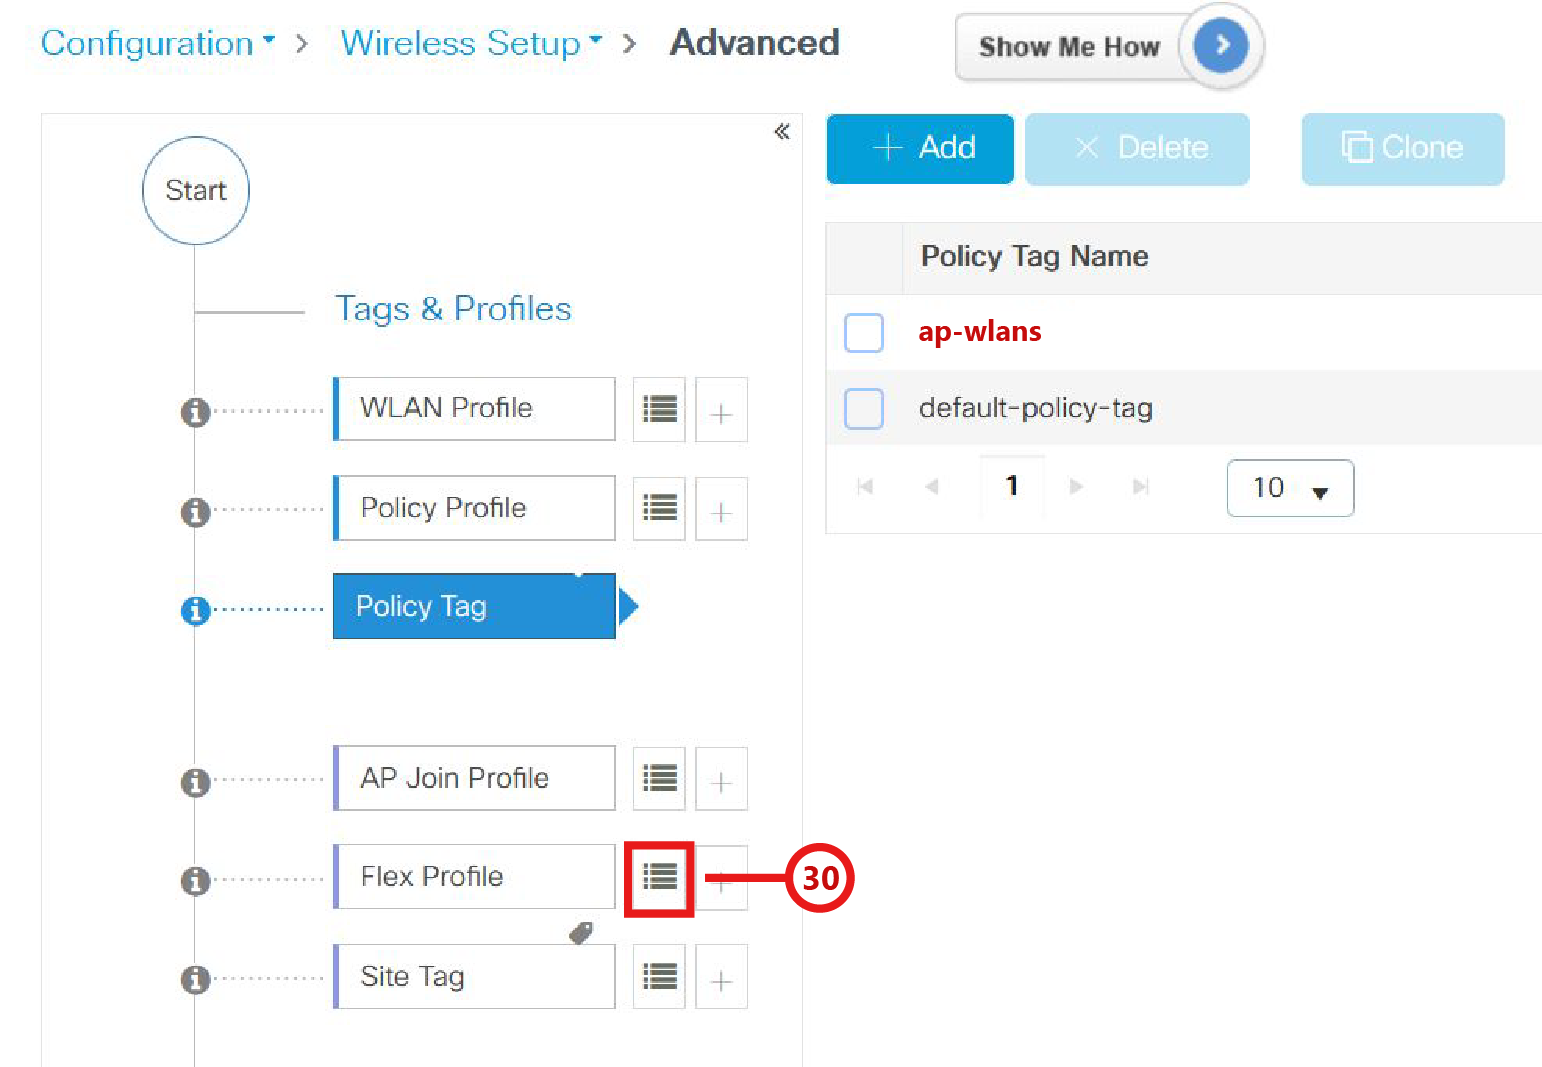 Configuration > Wireless Setup > Advanced
Show Me How
Start
Tags & Profiles
WLAN Profile
Policy Profile
Policy Tag
AP Join Profile
Flex Profile
30
Site Tag
+ Add
× Delete
Clone
Policy Tag Name
ap-wlans
default-policy-tag
1
10